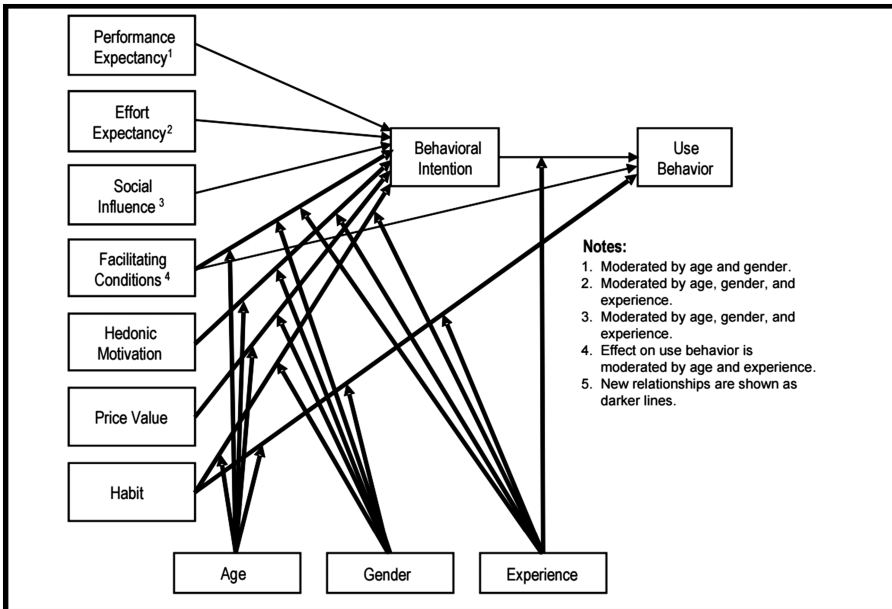 Performance
Expectancy¹
Effort
Expectancy²
Social
Influence ³
Facilitating
Conditions ⁴
Hedonic
Motivation
Price Value
Habit
Behavioral
Intention
Use
Behavior
Notes:
1. Moderated by age and gender.
2. Moderated by age, gender, and
experience.
3. Moderated by age, gender, and
experience.
4. Effect on use behavior is
moderated by age and experience.
5. New relationships are shown as
darker lines.
Age
Gender
Experience